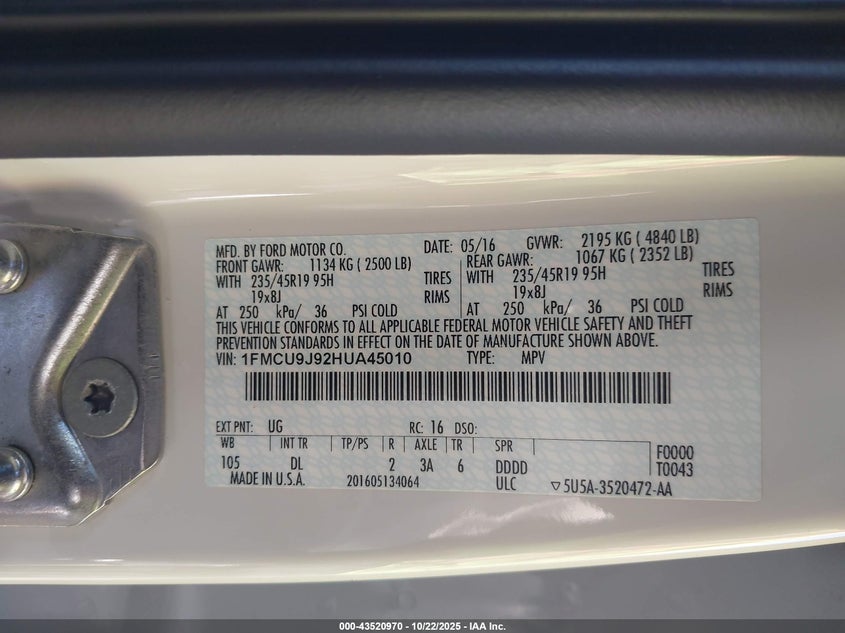 MFD. BY FORD MOTOR CO. DATE: 05/16 GVWR: 2195 KG ( 4840 LB)
FRONT GAWR: 1134 KG ( 2500 LB) REAR GAWR: 1067 KG ( 2352 LB)
WITH 235/45R19 95H TIRES WITH 235/45R19 95H TIRES
19x8J RIMS 19x8J RIMS
AT 250 kPa/ 36 PSI COLD AT 250 kPa/ 36 PSI COLD
THIS VEHICLE CONFORMS TO ALL APPLICABLE FEDERAL MOTOR VEHICLE SAFETY AND THEFT
PREVENTION STANDARDS IN EFFECT ON THE DATE OF MANUFACTURE SHOWN ABOVE.
VIN: 1FMCU9J92HUA45010 TYPE: MPV
EXT PNT: UG RC: 16 DSO:
WB INT TR TP/PS R AXLE TR SPR F0000
105 DL 2 3A 6 DDDD T0043
MADE IN U.S.A. 201605134064 ULC ▽5U5A-3520472-AA
000-43520970 | 10/22/2025 - IAA Inc.